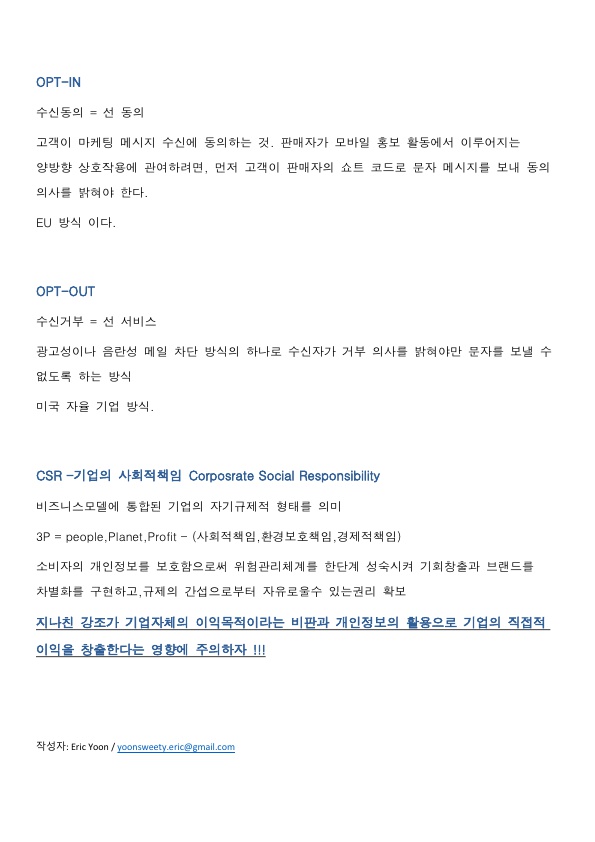 OPT-IN
수신동의 = 선 동의
고객이 마케팅 메시지 수신에 동의하는 것. 판매자가 모바일 홍보 활동에서 이루어지는
양방향 상호작용에 관여하려면, 먼저 고객이 판매자의 쇼트 코드로 문자 메시지를 보내 동의
의사를 밝혀야 한다.
EU 방식 이다.
OPT-OUT
수신거부 = 선 서비스
광고성이나 음란성 메일 차단 방식의 하나로 수신자가 거부 의사를 밝혀야만 문자를 보낼 수
없도록 하는 방식
미국 자율 기업 방식.
CSR -기업의 사회적책임 Corposrate Social Responsibility
비즈니스모델에 통합된 기업의 자기규제적 형태를 의미
3P = people,Planet,Profit - (사회적책임,환경보호책임,경제적책임)
소비자의 개인정보를 보호함으로써 위험관리체계를 한단계 성숙시켜 기회창출과 브랜드를
차별화를 구현하고,규제의 간섭으로부터 자유로울수 있는권리 확보
지나친 강조가 기업자체의 이익목적이라는 비판과 개인정보의 활용으로 기업의 직접적
이익을 창출한다는 영향에 주의하자 !!!
작성자: Eric Yoon / yoonsweety.eric@gmail.com